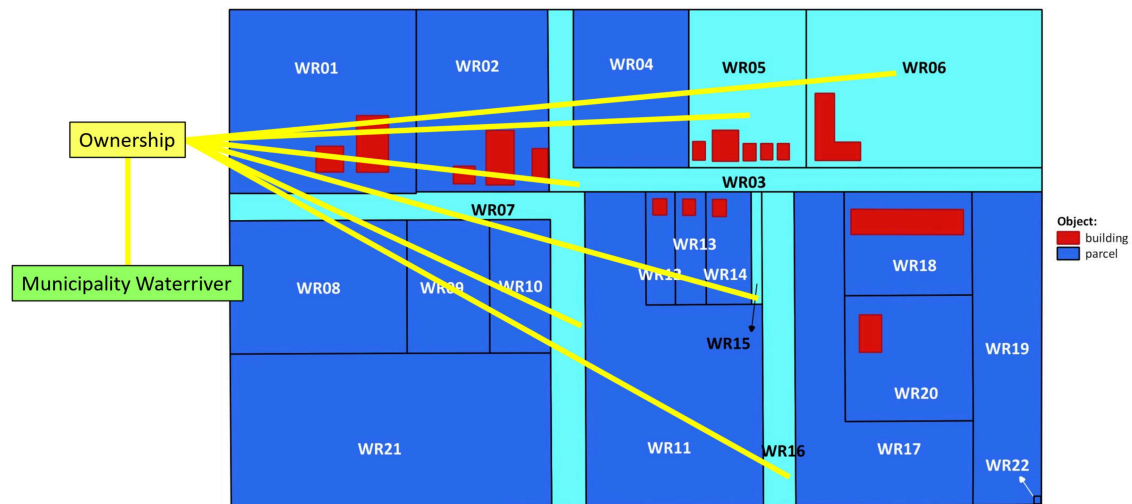 WR01
WR02
WR04
WR05
WR06
Ownership
WR03
WR07
Object:
building
parcel
WR13
WR18
Municipality Waterriver
WR08
WR09
WR10
WR12
WR14
WR15
WR19
WR20
WR21
WR11
WR16
WR17
WR22